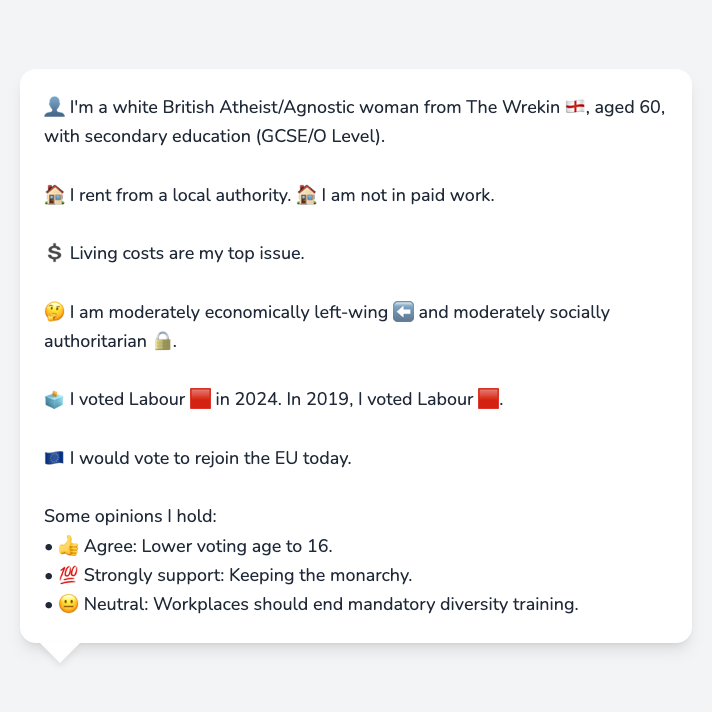 👤 I'm a white British Atheist/Agnostic woman from The Wrekin 🏴󠁧󠁢󠁥󠁮󠁧󠁿, aged 60,
with secondary education (GCSE/O Level).
🏠 I rent from a local authority. 🏠 I am not in paid work.
💲 Living costs are my top issue.
🤔 I am moderately economically left-wing ⬅️ and moderately socially
authoritarian 🔒.
🗳️ I voted Labour 🟥 in 2024. In 2019, I voted Labour 🟥.
🇪🇺 I would vote to rejoin the EU today.
Some opinions I hold:
• 👍 Agree: Lower voting age to 16.
• 💯 Strongly support: Keeping the monarchy.
• 😐 Neutral: Workplaces should end mandatory diversity training.